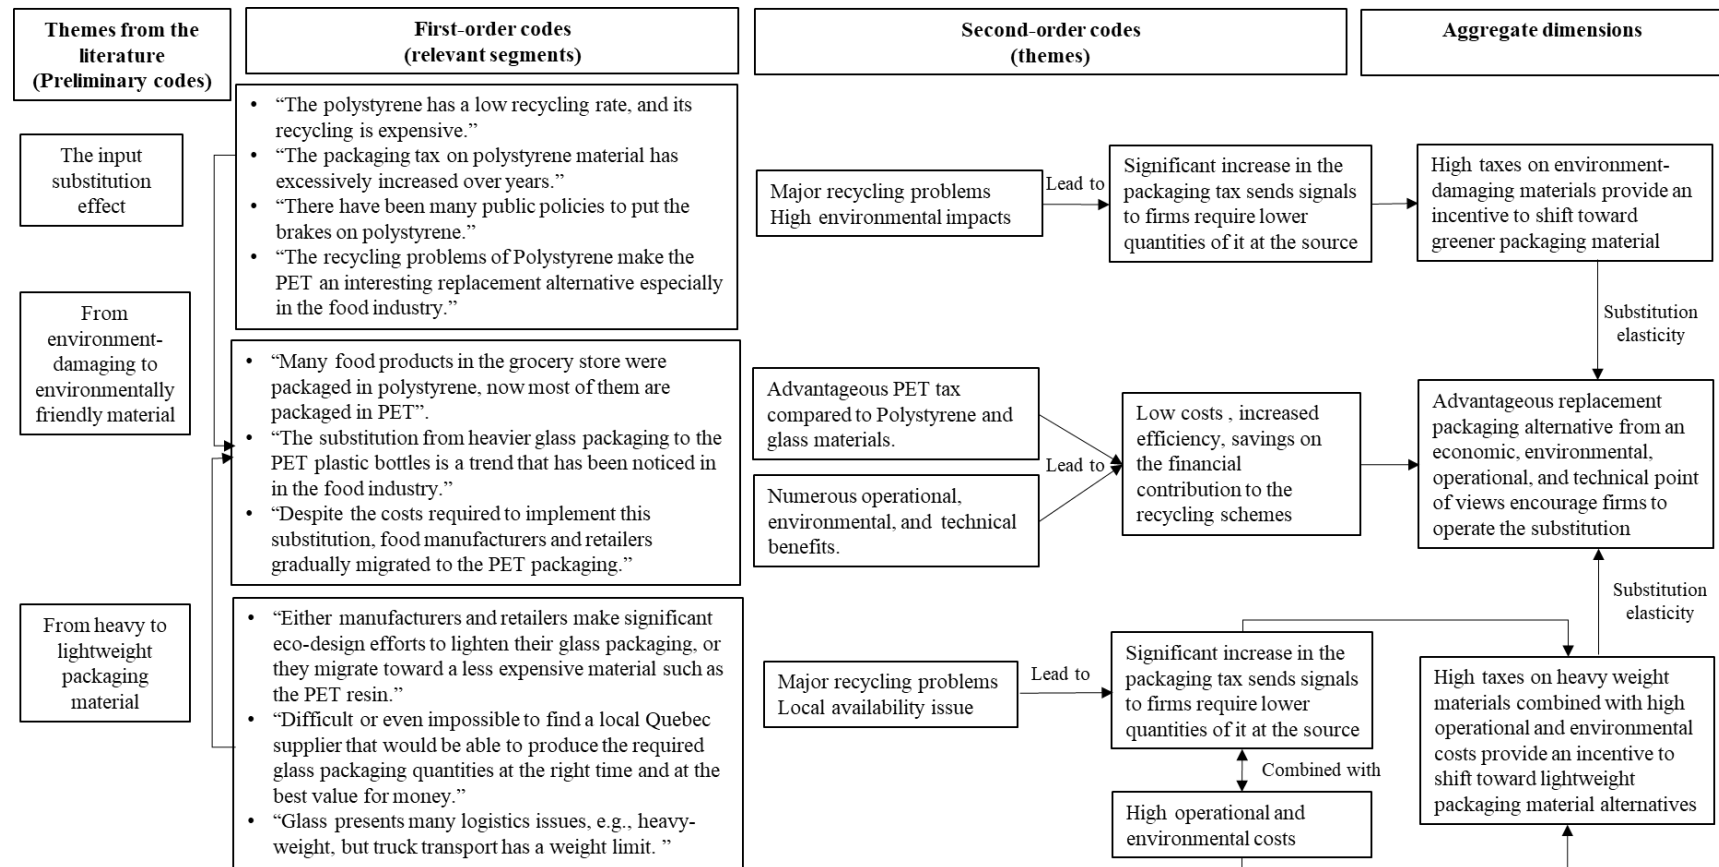 Themes from the
literature
(Preliminary codes)
First-order codes
(relevant segments)
Second-order codes
(themes)
Aggregate dimensions
The input
substitution
effect
From
environment-
damaging to
environmentally
friendly material
From heavy to
lightweight
packaging
material
• “The polystyrene has a low recycling rate, and its
recycling is expensive.”
• “The packaging tax on polystyrene material has
excessively increased over years.”
• “There have been many public policies to put the
brakes on polystyrene.”
• “The recycling problems of Polystyrene make the
PET an interesting replacement alternative especially
in the food industry.”
• “Many food products in the grocery store were
packaged in polystyrene, now most of them are
packaged in PET”.
• “The substitution from heavier glass packaging to the
PET plastic bottles is a trend that has been noticed in
in the food industry.”
• “Despite the costs required to implement this
substitution, food manufacturers and retailers
gradually migrated to the PET packaging.”
• “Either manufacturers and retailers make significant
eco-design efforts to lighten their glass packaging, or
they migrate toward a less expensive material such as
the PET resin.”
• “Difficult or even impossible to find a local Quebec
supplier that would be able to produce the required
glass packaging quantities at the right time and at the
best value for money.”
• “Glass presents many logistics issues, e.g., heavy-
weight, but truck transport has a weight limit. ”
Major recycling problems
High environmental impacts
Lead to
Significant increase in the
packaging tax sends signals
to firms require lower
quantities of it at the source
High taxes on environment-
damaging materials provide an
incentive to shift toward
greener packaging material
Substitution
elasticity
Advantageous PET tax
compared to Polystyrene and
glass materials.
Lead to
Numerous operational,
environmental, and technical
benefits.
Low costs , increased
efficiency, savings on
the financial
contribution to the
recycling schemes
Advantageous replacement
packaging alternative from an
economic, environmental,
operational, and technical point
of views encourage firms to
operate the substitution
Substitution
elasticity
Major recycling problems
Local availability issue
Lead to
Significant increase in the
packaging tax sends signals
to firms require lower
quantities of it at the source
Combined with
High operational and
environmental costs
High taxes on heavy weight
materials combined with high
operational and environmental
costs provide an incentive to
shift toward lightweight
packaging material alternatives